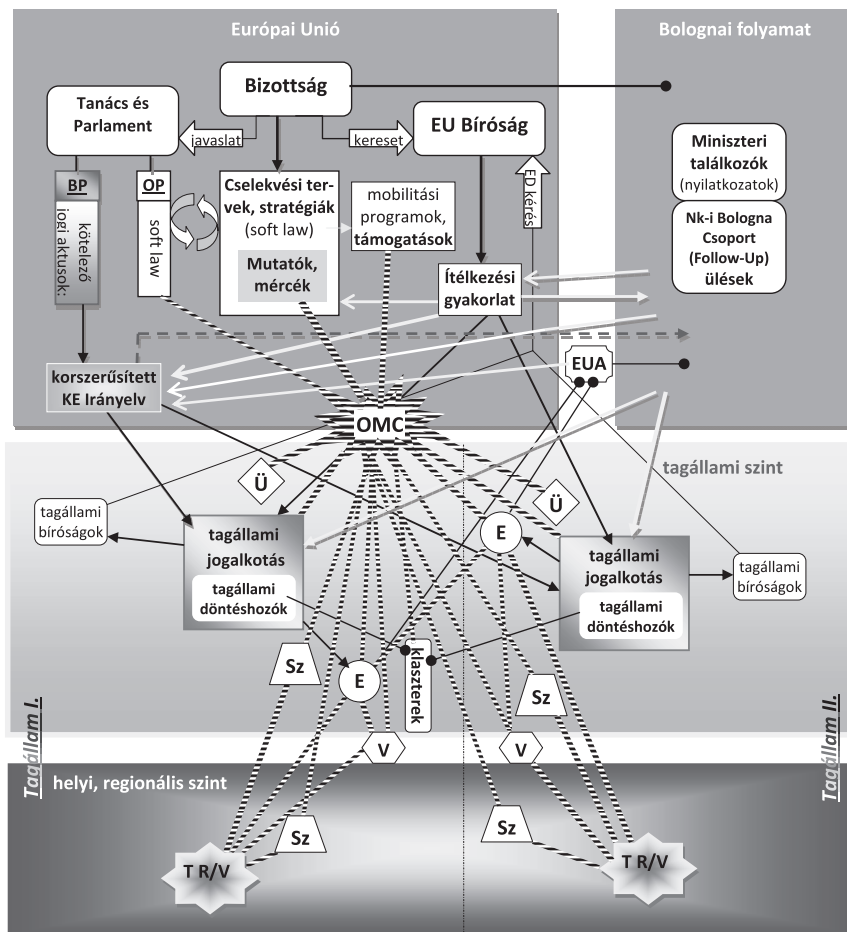 Európai Unió
Bolognai folyamat
Bizottság
Tanács és
Parlament
EU Bíróság
javaslat
kereset
ED kérés
BP
kötelező
jogi aktusok:
OP
soft law
Cselekvési ter-
vek, stratégiák
(soft law)
Mutatók,
mércék
mobilitási
programok,
támogatások
Ítélkezési
gyakorlat
Miniszteri
találkozók
(nyilatkozatok)
Nk-i Bologna
Csoport
(Follow-Up)
ülések
korszerűsített
KE Irányelv
EUA
OMC
tagállami szint
Ü
Ü
tagállami
bíróságok
tagállami
jogalkotás
tagállami
döntéshozók
E
tagállami
jogalkotás
tagállami
döntéshozók
tagállami
bíróságok
Sz
E
klaszterek
Sz
V
V
Tagállam I.
Tagállam II.
helyi, regionális szint
Sz
Sz
T R/V
T R/V